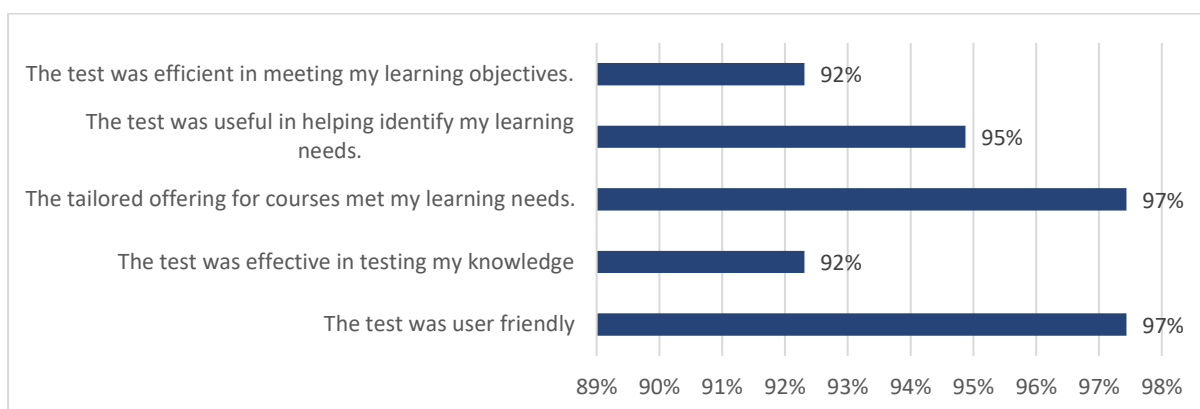 The test was efficient in meeting my learning objectives.
92%
The test was useful in helping identify my learning
needs.
95%
The tailored offering for courses met my learning needs.
97%
The test was effective in testing my knowledge
92%
The test was user friendly
97%
89% 90% 91% 92% 93% 94% 95% 96% 97% 98%